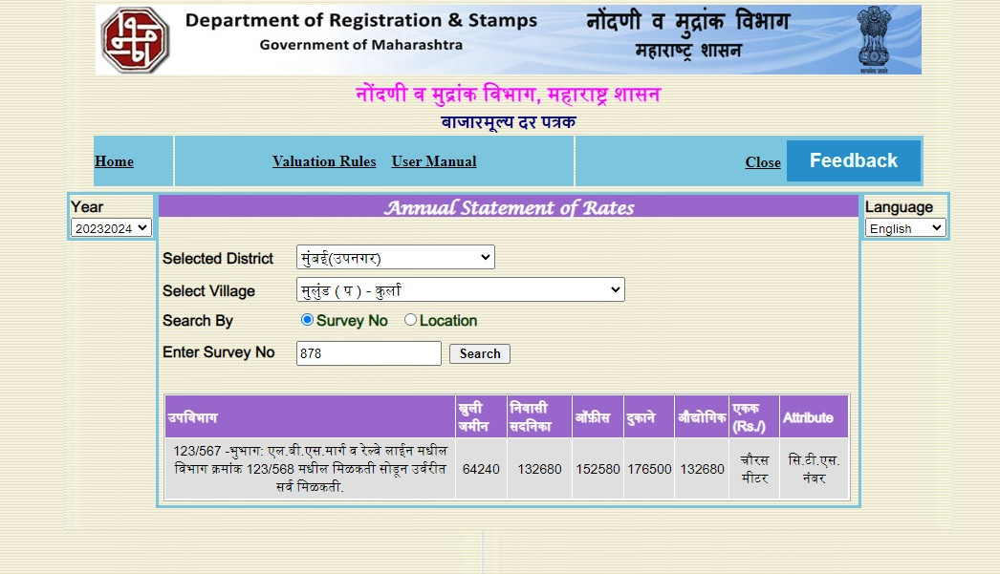 Department of Registration & Stamps
Government of Maharashtra
नोंदणी व मुद्रांक विभाग
महाराष्ट्र शासन
नोंदणी व मुद्रांक विभाग, महाराष्ट्र शासन
बाजारमूल्य दर पत्रक
Home Valuation Rules User Manual Close Feedback
Year
20232024
Annual Statement of Rates
Language
English
Selected District मुंबई(उपनगर)
Select Village मुलुंड ( प ) - कुर्ला
Search By Survey No Location
Enter Survey No 878 Search
उपविभाग खुली जमीन निवासी सदनिका ऑफ़ीस दुकाने औद्योगिक एकक (Rs./) Attribute
123/567 -भुभाग: एल.बी.एस.मार्ग व रेल्वे लाईन मधील
विभाग क्रमांक 123/568 मधील मिळकती सोडून उर्वरीत
सर्व मिळकती.
64240 132680 152580 176500 132680 चौरस मीटर सि.टी.एस. नंबर